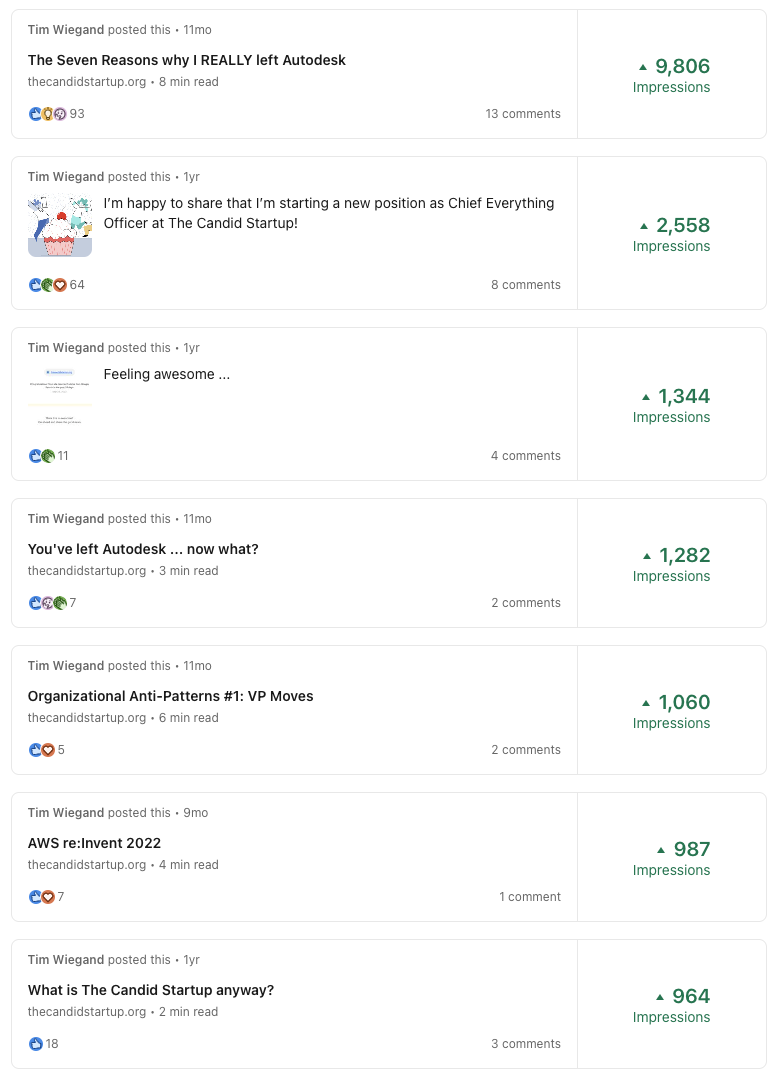 Tim Wiegand posted this • 11mo
The Seven Reasons why I REALLY left Autodesk
thecandidstartup.org • 8 min read
93
13 comments
▲ 9,806
Impressions
Tim Wiegand posted this • 1yr
I’m happy to share that I’m starting a new position as Chief Everything
Officer at The Candid Startup!
64
8 comments
▲ 2,558
Impressions
Tim Wiegand posted this • 1yr
Feeling awesome ...
11
4 comments
▲ 1,344
Impressions
Tim Wiegand posted this • 11mo
You've left Autodesk ... now what?
thecandidstartup.org • 3 min read
7
2 comments
▲ 1,282
Impressions
Tim Wiegand posted this • 11mo
Organizational Anti-Patterns #1: VP Moves
thecandidstartup.org • 6 min read
5
2 comments
▲ 1,060
Impressions
Tim Wiegand posted this • 9mo
AWS re:Invent 2022
thecandidstartup.org • 4 min read
7
1 comment
▲ 987
Impressions
Tim Wiegand posted this • 1yr
What is The Candid Startup anyway?
thecandidstartup.org • 2 min read
18
3 comments
▲ 964
Impressions